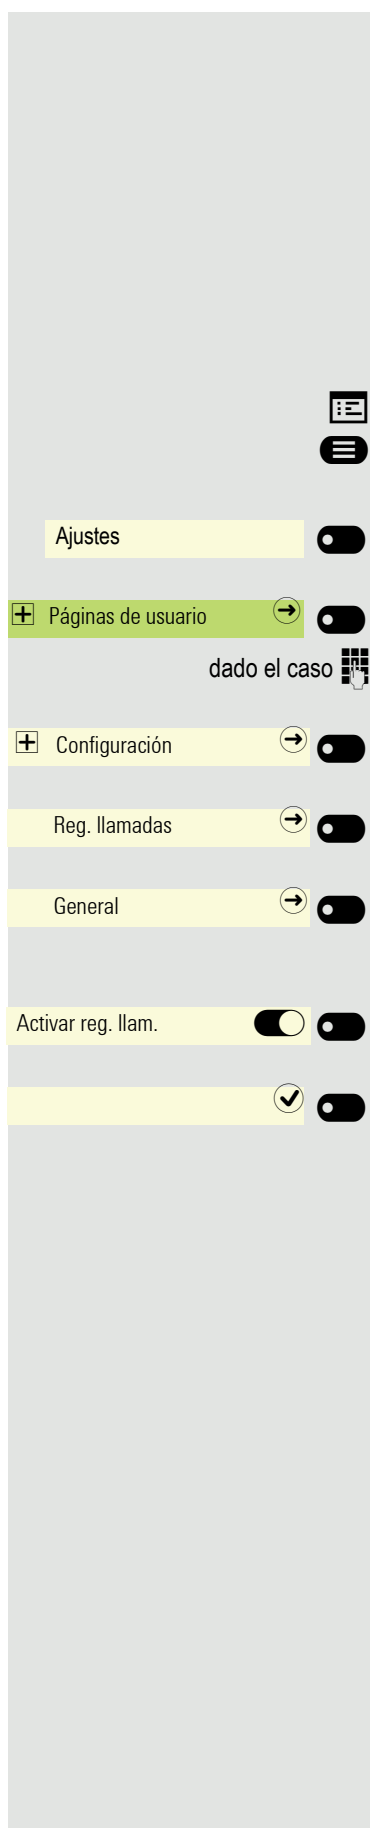 Ajustes
Páginas de usuario
dado el caso
Configuración
Reg. llamadas
General
Activar reg. llam.